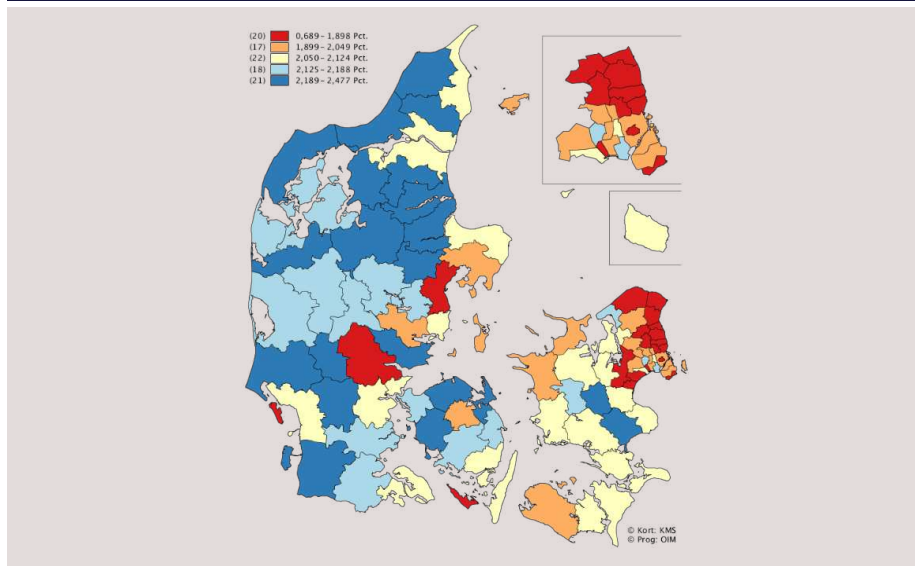 (20) 0,689- 1,898 Pct.
(17) 1,899- 2,049 Pct.
(22) 2,050- 2,124 Pct.
(18) 2,125- 2,188 Pct.
(21) 2,189- 2,477 Pct.
© Kort: KMS
© Prog: OIM